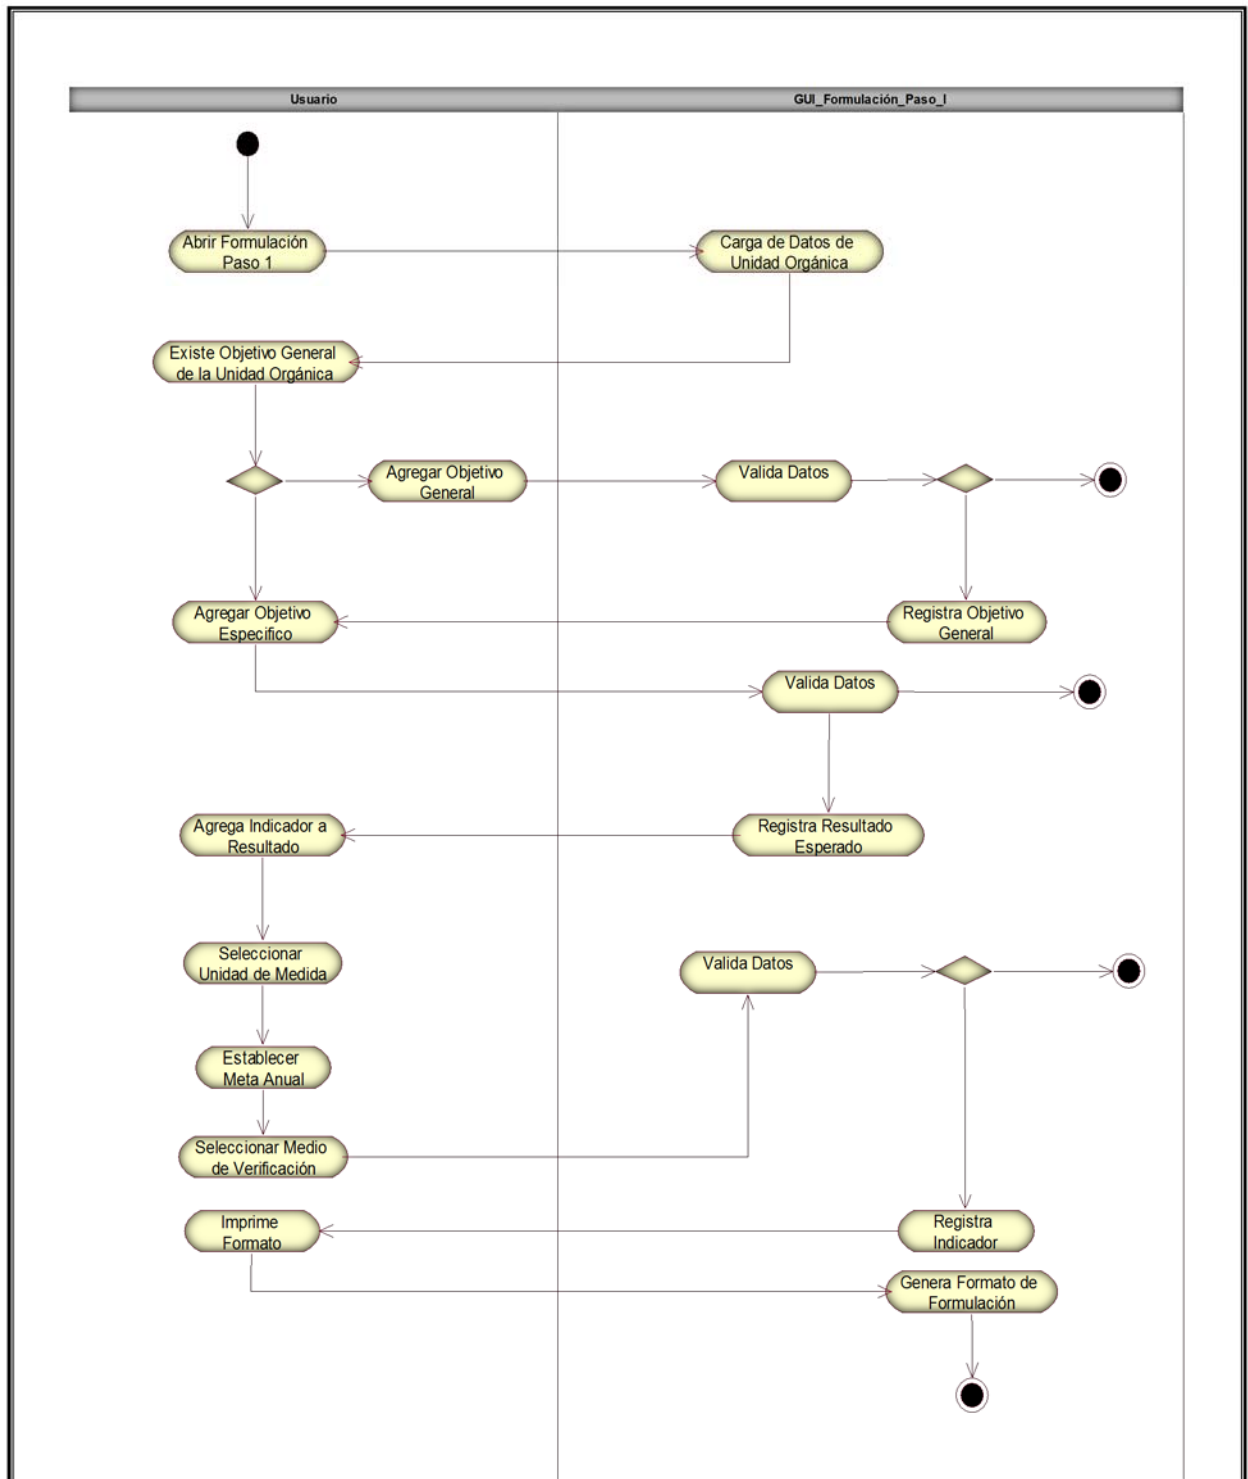 Usuario
GUI_Formulación_Paso_I
Abrir Formulación
Paso 1
Carga de Datos de
Unidad Orgánica
Existe Objetivo General
de la Unidad Orgánica
Agregar Objetivo
General
Valida Datos
Agregar Objetivo
Especifico
Registra Objetivo
General
Valida Datos
Agrega Indicador a
Resultado
Registra Resultado
Esperado
Seleccionar
Unidad de Medida
Valida Datos
Establecer
Meta Anual
Seleccionar Medio
de Verificación
Imprime
Formato
Registra
Indicador
Genera Formato de
Formulación